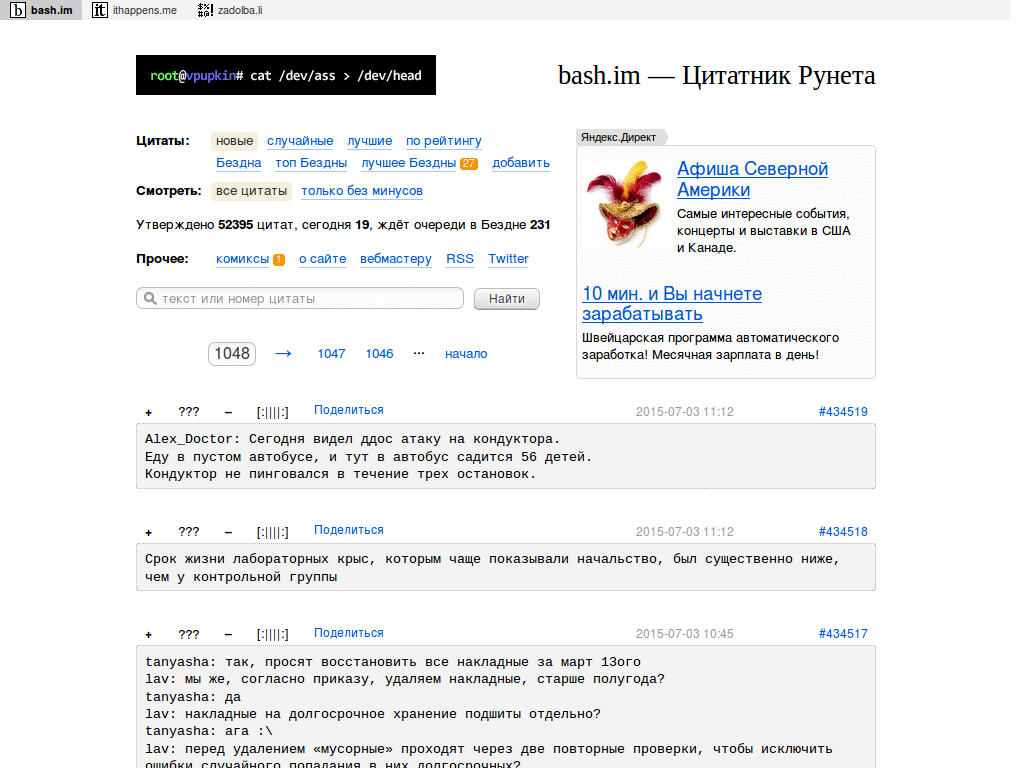 bash.im ithappens.me zadolba.li
root@vpupkin# cat /dev/ass > /dev/head
bash.im — Цитатник Рунета
Цитаты: новые случайные лучшие по рейтингу
Бездна топ Бездны лучшее Бездны 27 добавить
Смотреть: все цитаты только без минусов
Утверждено 52395 цитат, сегодня 19, ждёт очереди в Бездне 231
Прочее: комиксы 1 о сайте вебмастеру RSS Twitter
текст или номер цитаты Найти
1048 → 1047 1046 ··· начало
Яндекс.Директ
Афиша Северной
Америки
Самые интересные события,
концерты и выставки в США
и Канаде.
10 мин. и Вы начнете
зарабатывать
Швейцарская программа автоматического
заработка! Месячная зарплата в день!
+ ??? – [:||||:] Поделиться 2015-07-03 11:12 #434519
Alex_Doctor: Сегодня видел ддос атаку на кондуктора.
Еду в пустом автобусе, и тут в автобус садится 56 детей.
Кондуктор не пинговался в течение трех остановок.
+ ??? – [:||||:] Поделиться 2015-07-03 11:12 #434518
Срок жизни лабораторных крыс, которым чаще показывали начальство, был существенно ниже,
чем у контрольной группы
+ ??? – [:||||:] Поделиться 2015-07-03 10:45 #434517
tanyasha: так, просят восстановить все накладные за март 13ого
lav: мы же, согласно приказу, удаляем накладные, старше полугода?
tanyasha: да
lav: накладные на долгосрочное хранение подшиты отдельно?
tanyasha: ага :\
lav: перед удалением «мусорные» проходят через две повторные проверки, чтобы исключить
ошибки случайного попадания в них долгосрочных?